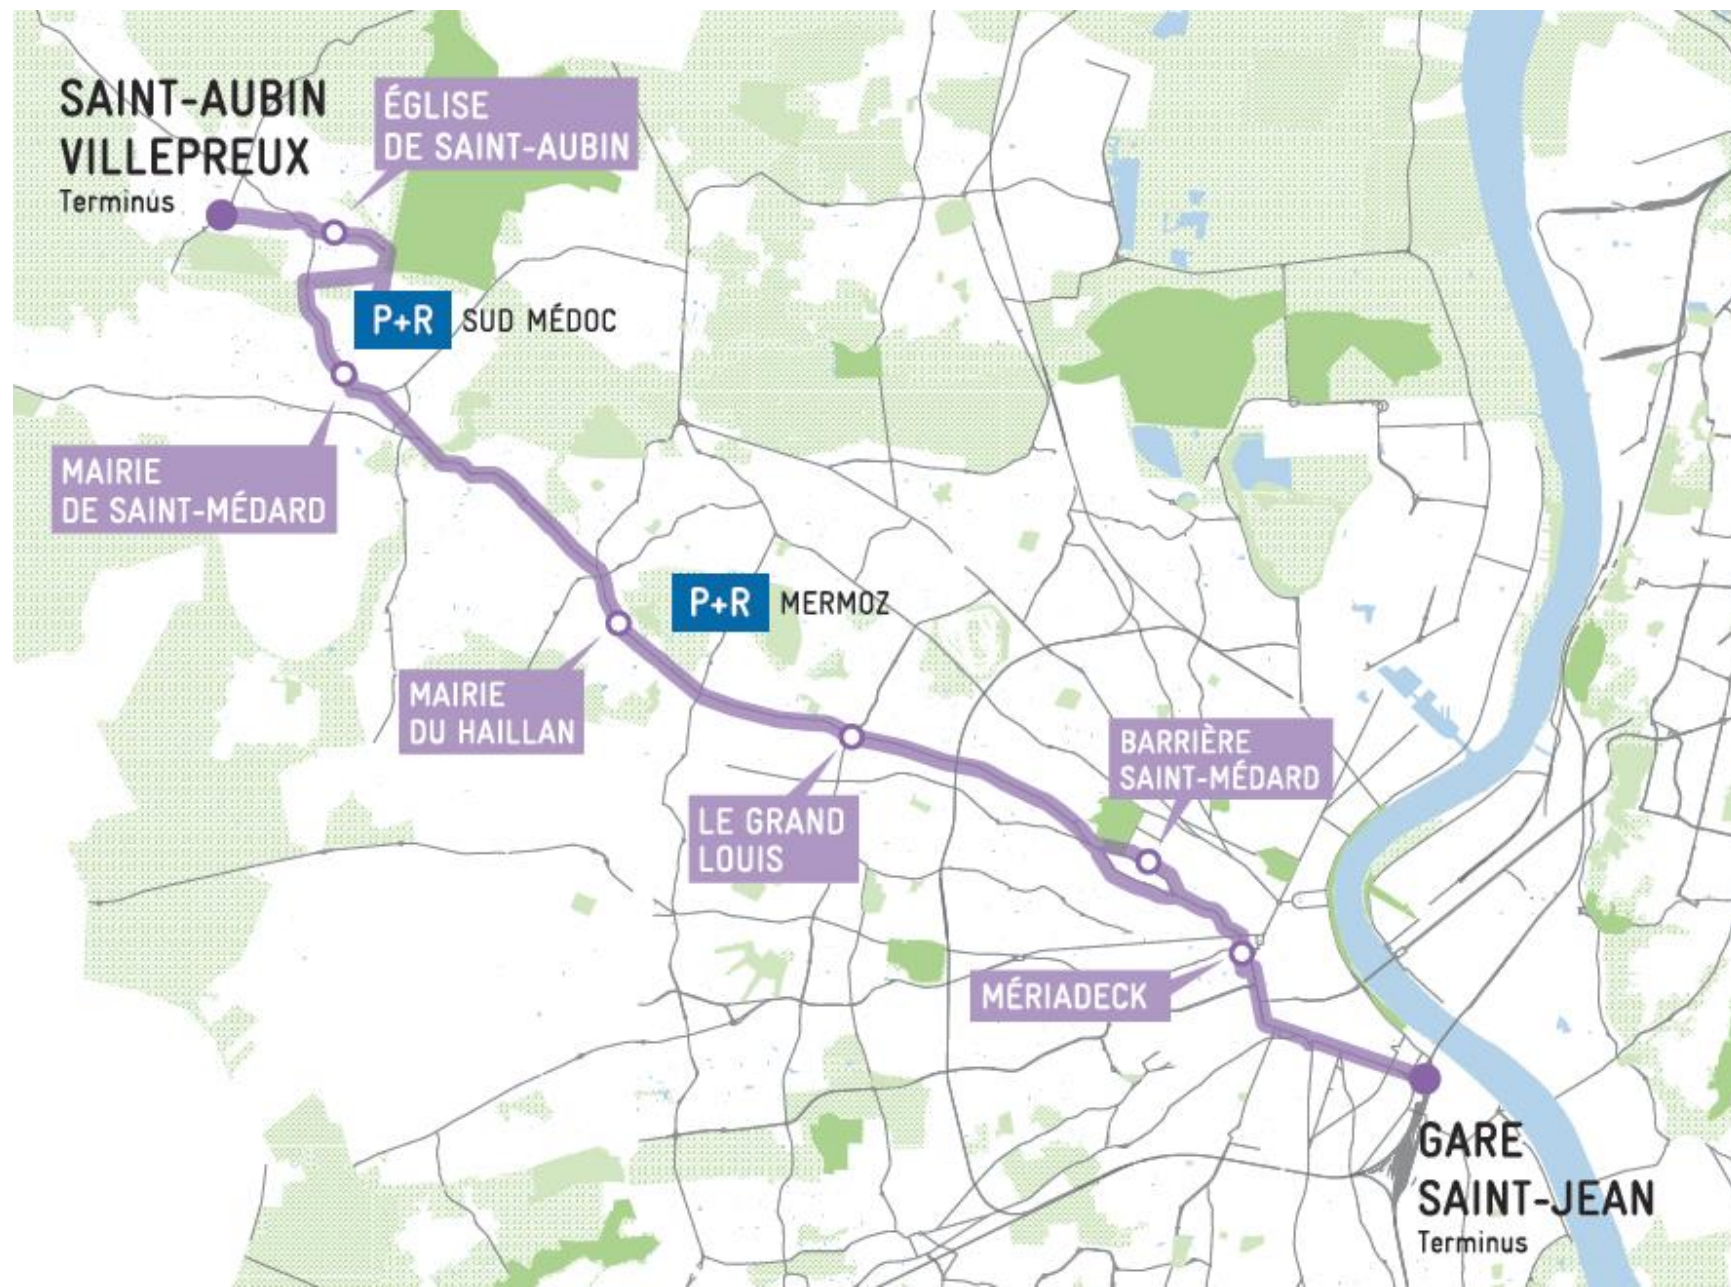 SAINT-AUBIN
VILLEPREUX
Terminus
ÉGLISE
DE SAINT-AUBIN
P+R SUD MÉDOC
MAIRIE
DE SAINT-MÉDARD
P+R MERMOZ
MAIRIE
DU HAILLAN
BARRIÈRE
SAINT-MÉDARD
LE GRAND
LOUIS
MÉRIADECK
GARE
SAINT-JEAN
Terminus